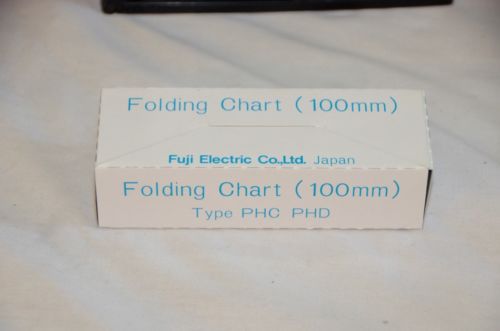 Folding Chart (100mm)
Fuji Electric Co.,Ltd. Japan
Folding Chart (100mm)
Type PHC PHD